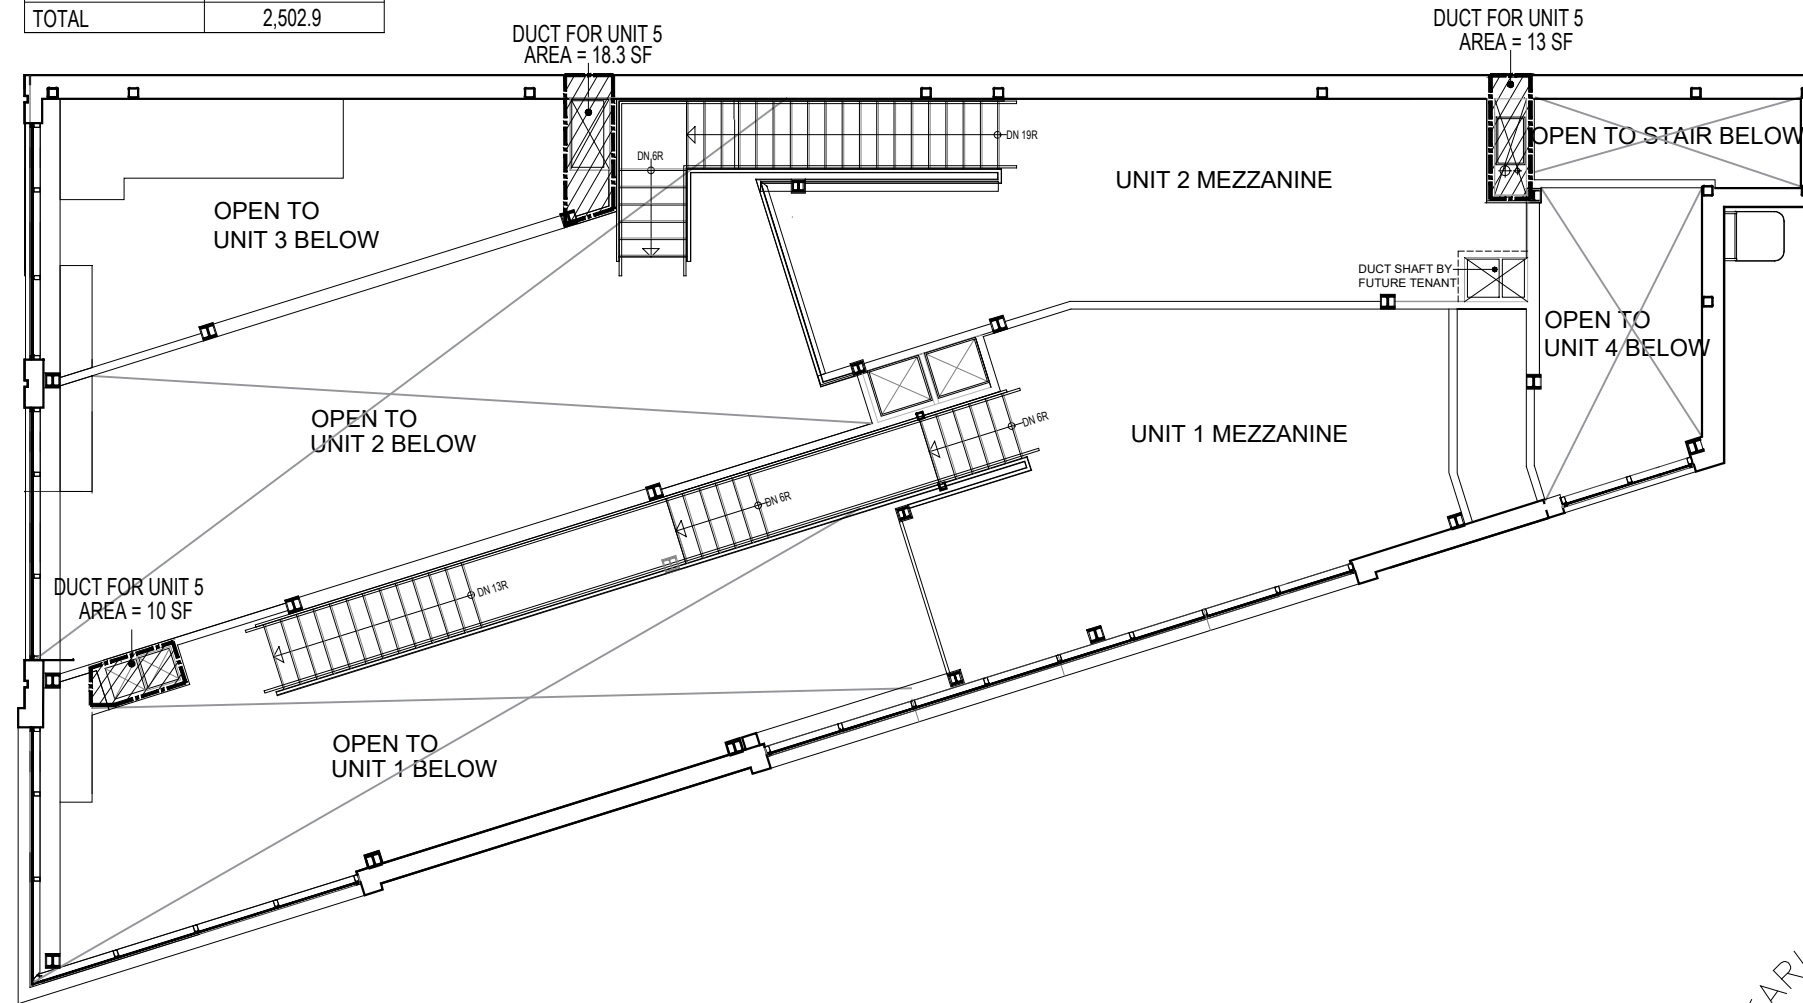 TOTAL 2,502.9
DUCT FOR UNIT 5
AREA = 18.3 SF
DUCT FOR UNIT 5
AREA = 13 SF
DN 19R
DN 6R
OPEN TO STAIR BELOW
UNIT 2 MEZZANINE
OPEN TO
UNIT 3 BELOW
DUCT SHAFT BY
FUTURE TENANT
OPEN TO
UNIT 4 BELOW
OPEN TO
UNIT 2 BELOW
DN 6R
UNIT 1 MEZZANINE
DN 6R
DN 13R
DUCT FOR UNIT 5
AREA = 10 SF
OPEN TO
UNIT 1 BELOW